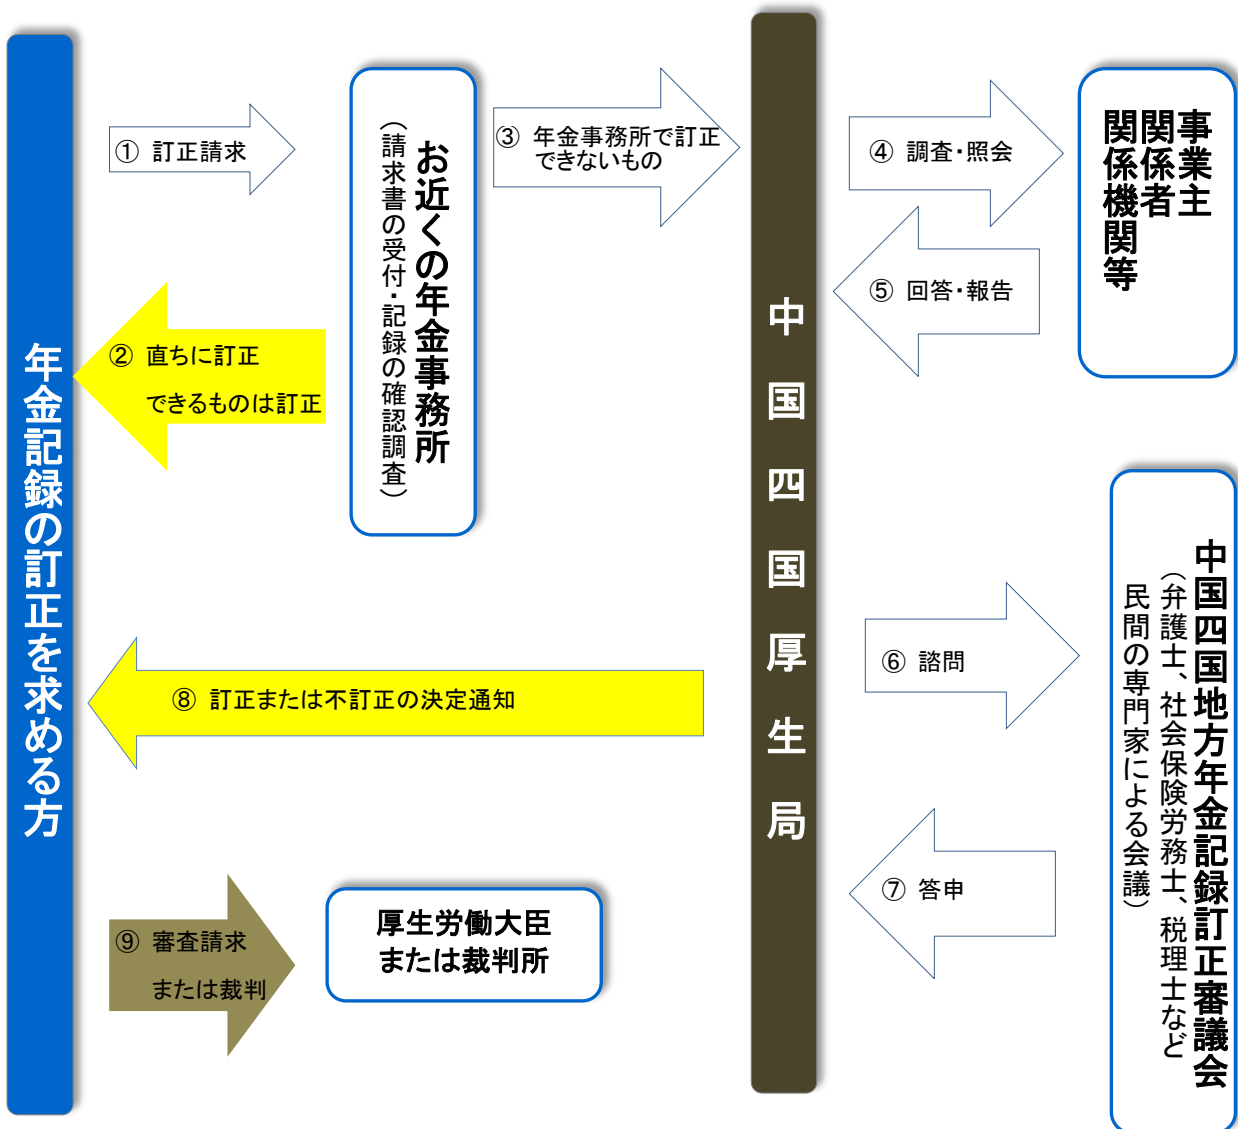 年金記録の訂正を求める方
① 訂正請求
お近くの年金事務所
（請求書の受付・記録の確認調査）
② 直ちに訂正
できるものは訂正
③ 年金事務所で訂正
できないもの
中国四国厚生局
④ 調査・照会
⑤ 回答・報告
事業主
関係者
関係機関等
⑥ 諮問
⑦ 答申
中国四国地方年金記録訂正審議会
（弁護士、社会保険労務士、税理士など
民間の専門家による会議）
⑧ 訂正または不訂正の決定通知
⑨ 審査請求
または裁判
厚生労働大臣
または裁判所